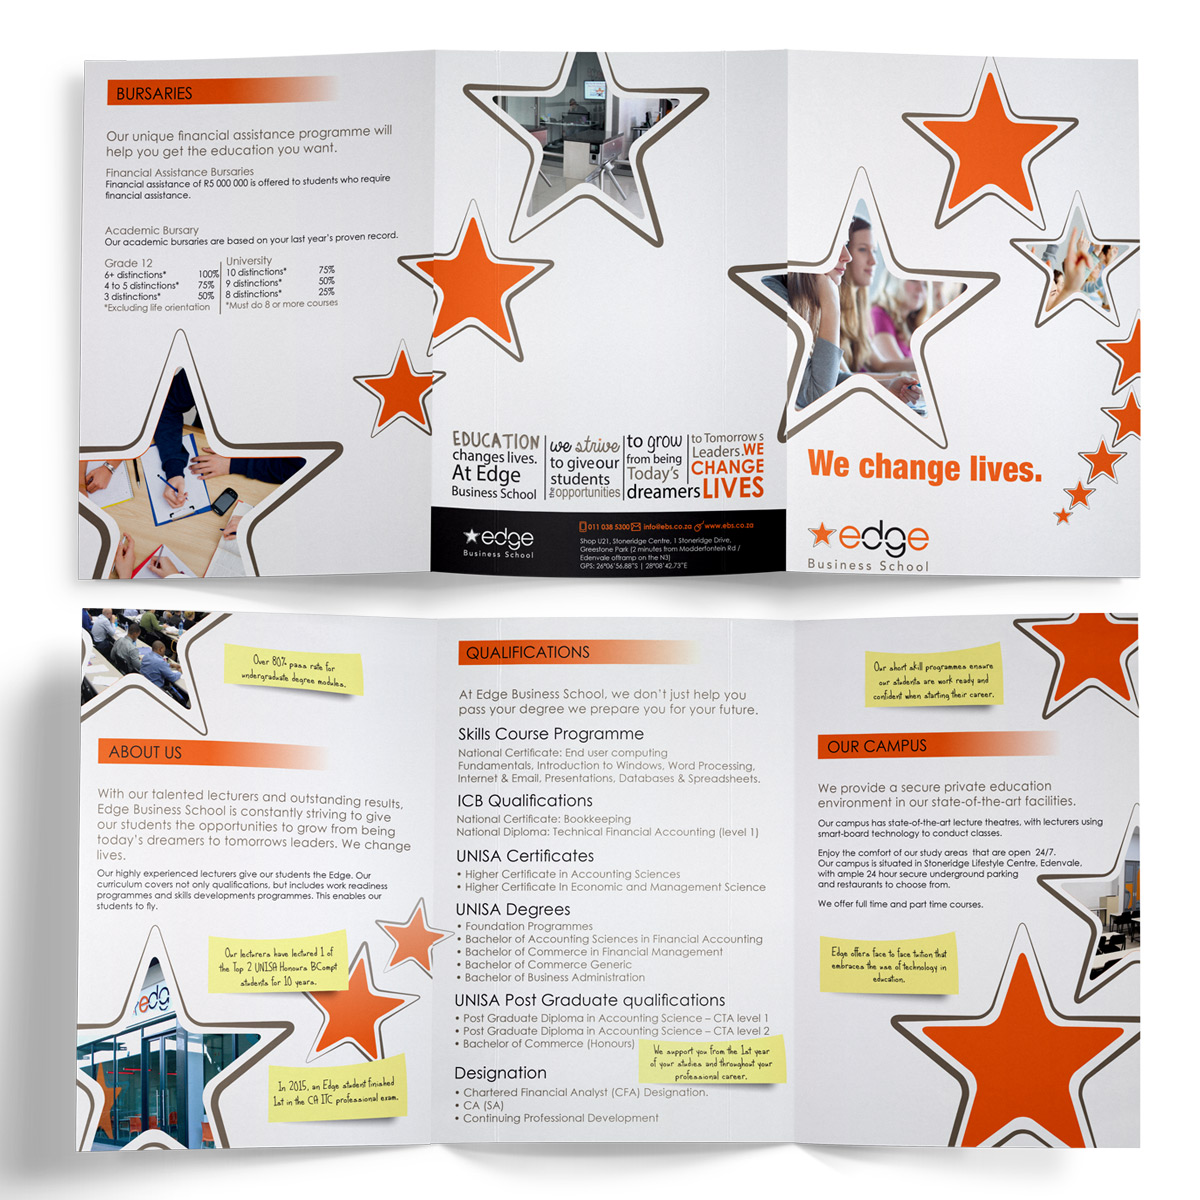 BURSARIES
Our unique financial assistance programme will
help you get the education you want.
Financial Assistance Bursaries
Financial assistance of R5 000 000 is offered to students who require
financial assistance.
Academic Bursary
Our academic bursaries are based on your last year's proven record.
Grade 12
6+ distinctions* 100%
4 to 5 distinctions* 75%
3 distinctions* 50%
*Excluding life orientation
University
10 distinctions* 75%
9 distinctions* 50%
8 distinctions* 25%
*Must do 8 or more courses
EDUCATION
changes lives.
At Edge
Business School
we strive
to give our
students
the opportunities
to grow
from being
Today's
dreamers
to Tomorrow's
Leaders. WE
CHANGE
LIVES
edge
Business School
011 038 5300 info@ebs.co.za www.ebs.co.za
Shop U21, Stoneridge Centre, 1 Stoneridge Drive,
Greestone Park (2 minutes from Modderfontein Rd /
Edenvale offramp on the N3)
GPS: 26°06'56.88"S | 28°08'42.73"E
We change lives.
edge
Business School
Over 80% pass rate for
undergraduate degree modules.
ABOUT US
With our talented lecturers and outstanding results,
Edge Business School is constantly striving to give
our students the opportunities to grow from being
today's dreamers to tomorrows leaders. We change
lives.
Our highly experienced lecturers give our students the Edge. Our
curriculum covers not only qualifications, but includes work readiness
programmes and skills developments programmes. This enables our
students to fly.
Our lecturers have lectured 1 of
the Top 2 UNISA Honours BCompt
students for 10 years.
edg
In 2015, an Edge student finished
1st in the CA ITC professional exam.
QUALIFICATIONS
At Edge Business School, we don't just help you
pass your degree we prepare you for your future.
Skills Course Programme
National Certificate: End user computing
Fundamentals, Introduction to Windows, Word Processing,
Internet & Email, Presentations, Databases & Spreadsheets.
ICB Qualifications
National Certificate: Bookkeeping
National Diploma: Technical Financial Accounting (level 1)
UNISA Certificates
• Higher Certificate in Accounting Sciences
• Higher Certificate In Economic and Management Science
UNISA Degrees
• Foundation Programmes
• Bachelor of Accounting Sciences in Financial Accounting
• Bachelor of Commerce in Financial Management
• Bachelor of Commerce Generic
• Bachelor of Business Administration
UNISA Post Graduate qualifications
• Post Graduate Diploma in Accounting Science – CTA level 1
• Post Graduate Diploma in Accounting Science – CTA level 2
• Bachelor of Commerce (Honours)
We support you from the 1st year
of your studies and throughout your
professional career.
Designation
• Chartered Financial Analyst (CFA) Designation.
• CA (SA)
• Continuing Professional Development
Our short skill programmes ensure
our students are work ready and
confident when starting their career.
OUR CAMPUS
We provide a secure private education
environment in our state-of-the-art facilities.
Our campus has state-of-the-art lecture theatres, with lecturers using
smart-board technology to conduct classes.
Enjoy the comfort of our study areas that are open 24/7.
Our campus is situated in Stoneridge Lifestyle Centre, Edenvale,
with ample 24 hour secure underground parking
and restaurants to choose from.
We offer full time and part time courses.
Edge offers face to face tuition that
embraces the use of technology in
education.